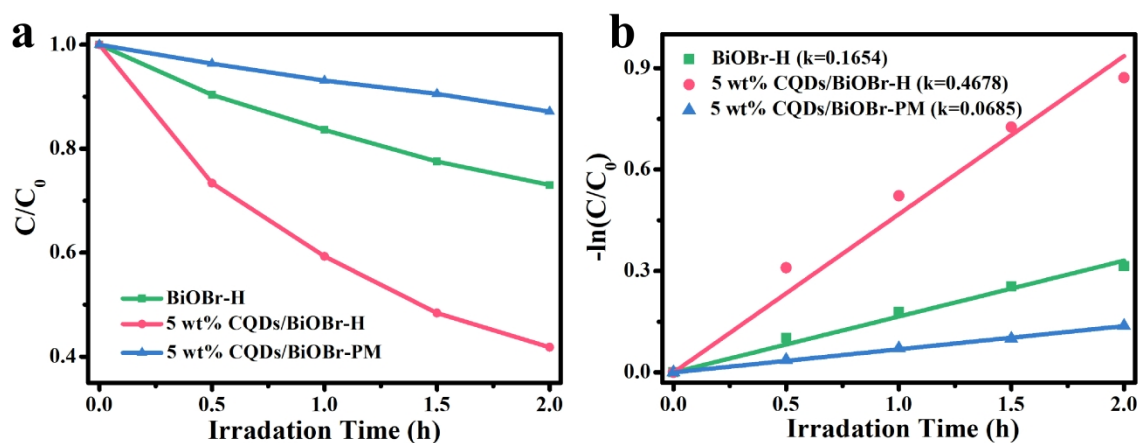 a
1.0
0.8
0.6
0.4
C/C0
BiOBr-H
5 wt% CQDs/BiOBr-H
5 wt% CQDs/BiOBr-PM
0.0 0.5 1.0 1.5 2.0
Irradation Time (h)
b
0.9
0.6
0.3
0.0
-ln(C/C0)
BiOBr-H (k=0.1654)
5 wt% CQDs/BiOBr-H (k=0.4678)
5 wt% CQDs/BiOBr-PM (k=0.0685)
0.0 0.5 1.0 1.5 2.0
Irradation Time (h)